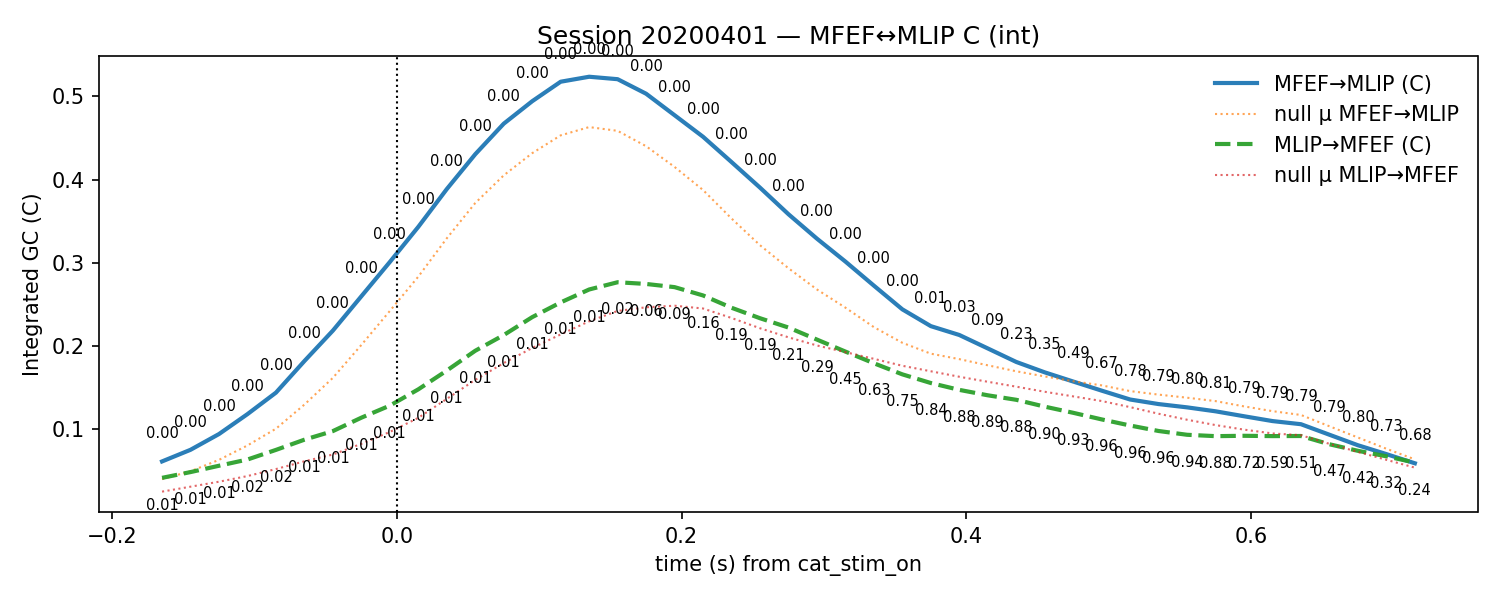 Session 20200401 — MFEF↔MLIP C (int)
MFEF→MLIP (C)
null μ MFEF→MLIP
MLIP→MFEF (C)
null μ MLIP→MFEF
Integrated GC (C)
0.5
0.4
0.3
0.2
0.1
0.00 0.00 0.00 0.00 0.00 0.00 0.00 0.00 0.00 0.00 0.00 0.00 0.00 0.00 0.00 0.00 0.00 0.00 0.00 0.00 0.00 0.00 0.00 0.00 0.00 0.00 0.00 0.01 0.03 0.09 0.23 0.35 0.49 0.67 0.78 0.79 0.80 0.81 0.79 0.79 0.79 0.79 0.80 0.73 0.68
0.01 0.01 0.01 0.02 0.02 0.01 0.01 0.01 0.01 0.01 0.01 0.01 0.01 0.01 0.01 0.01 0.02 0.06 0.09 0.16 0.19 0.19 0.21 0.29 0.45 0.63 0.75 0.84 0.88 0.89 0.88 0.90 0.93 0.96 0.96 0.96 0.94 0.88 0.72 0.59 0.51 0.47 0.42 0.32 0.24
−0.2 0.0 0.2 0.4 0.6
time (s) from cat_stim_on